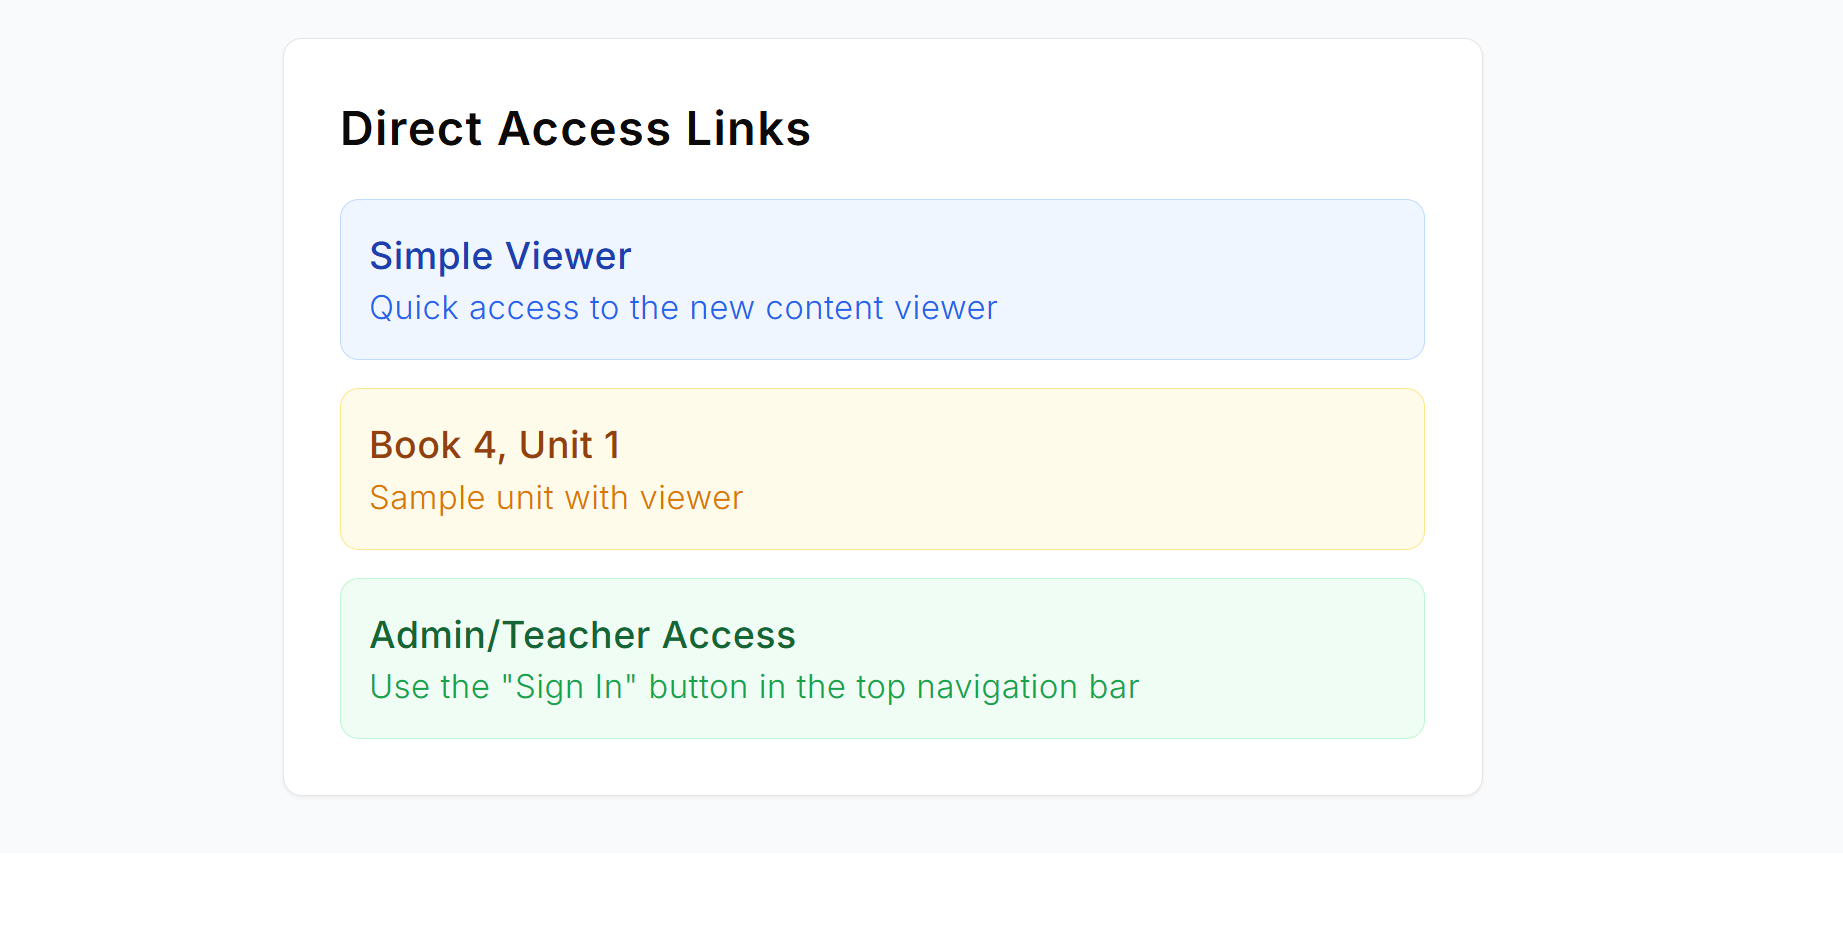 Direct Access Links
Simple Viewer
Quick access to the new content viewer
Book 4, Unit 1
Sample unit with viewer
Admin/Teacher Access
Use the "Sign In" button in the top navigation bar